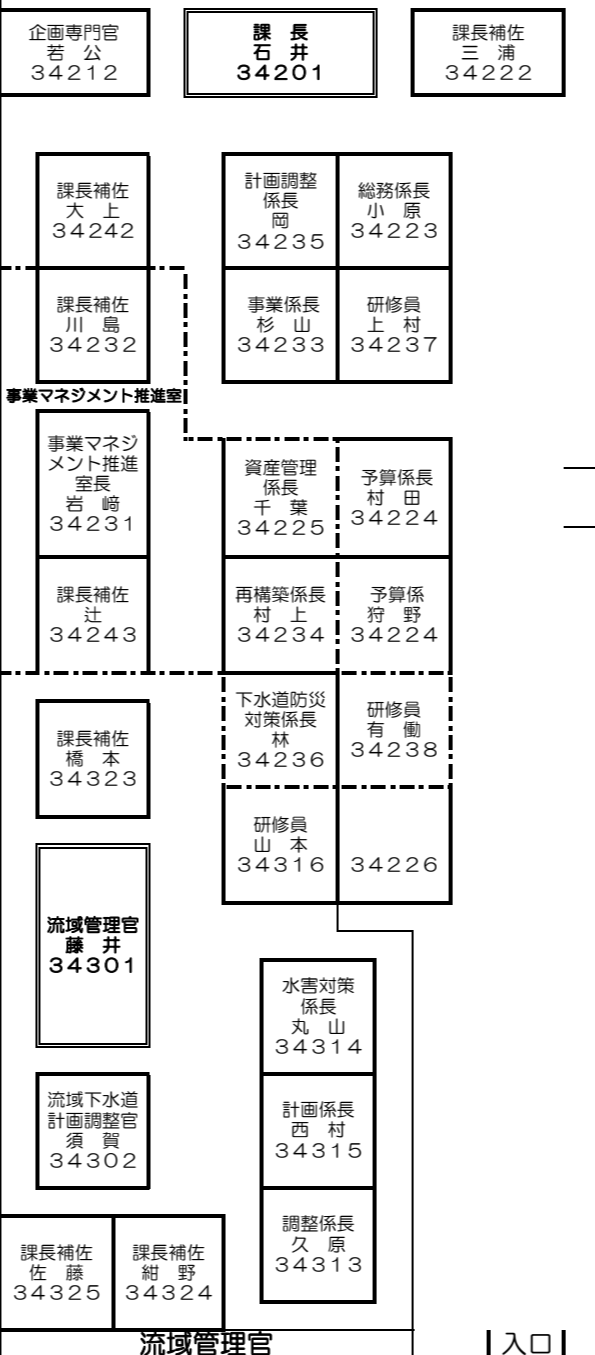 企画専門官
若　公
３４２１２
課　長
石　井
３４２０１
課長補佐
三　浦
３４２２２
課長補佐
大　上
３４２４２
計画調整
係長
岡
３４２３５
総務係長
小　原
３４２２３
課長補佐
川　島
３４２３２
事業係長
杉　山
３４２３３
研修員
上　村
３４２３７
事業マネジメント推進室
事業マネジ
メント推進
室長
岩　﨑
３４２３１
資産管理
係長
千　葉
３４２２５
予算係長
村　田
３４２２４
課長補佐
辻
３４２４３
再構築係長
村　上
３４２３４
予算係
狩　野
３４２２４
課長補佐
橋　本
３４３２３
下水道防災
対策係長
林
３４２３６
研修員
有　働
３４２３８
研修員
山　本
３４３１６
３４２２６
流域管理官
藤　井
３４３０１
水害対策
係長
丸　山
３４３１４
流域下水道
計画調整官
須　賀
３４３０２
計画係長
西　村
３４３１５
調整係長
久　原
３４３１３
課長補佐
佐　藤
３４３２５
課長補佐
紺　野
３４３２４
流域管理官
入口